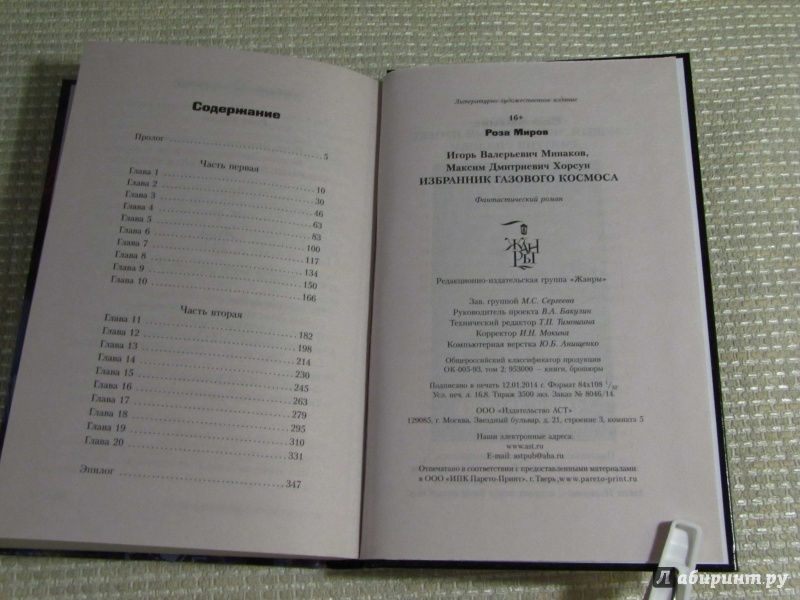 Содержание
Пролог 5
Часть первая
Глава 1 10
Глава 2 30
Глава 3 46
Глава 4 63
Глава 5 83
Глава 6 100
Глава 7 117
Глава 8 134
Глава 9 150
Глава 10 166
Часть вторая
Глава 11 182
Глава 12 198
Глава 13 214
Глава 14 230
Глава 15 245
Глава 16 263
Глава 17 279
Глава 18 295
Глава 19 310
Глава 20 331
Эпилог 347
Литературно-художественное издание
16+
Роза Миров
Игорь Валерьевич Минаков,
Максим Дмитриевич Хорсун
ИЗБРАННИК ГАЗОВОГО КОСМОСА
Фантастический роман
ЖАН
РЫ
Редакционно-издательская группа «Жанры»
Зав. группой М.С. Сергеева
Руководитель проекта В.А. Бакулин
Технический редактор Т.П. Тимошина
Корректор И.Н. Мокина
Компьютерная верстка Ю.Б. Анищенко
Общероссийский классификатор продукции
ОК-005-93, том 2; 953000 — книги, брошюры
Подписано в печать 12.01.2014 г. Формат 84х108 1/32
Усл. печ. л. 16,8. Тираж 3500 экз. Заказ № 8046/14.
ООО «Издательство АСТ»
129085, г. Москва, Звездный бульвар, д. 21, строение 3, комната 5
Наши электронные адреса:
www.ast.ru
E-mail: astpub@aha.ru
Отпечатано в соответствии с предоставленными материалами
в ООО «ИПК Парето-Принт», г. Тверь, www.pareto-print.ru
Лабиринт.ру